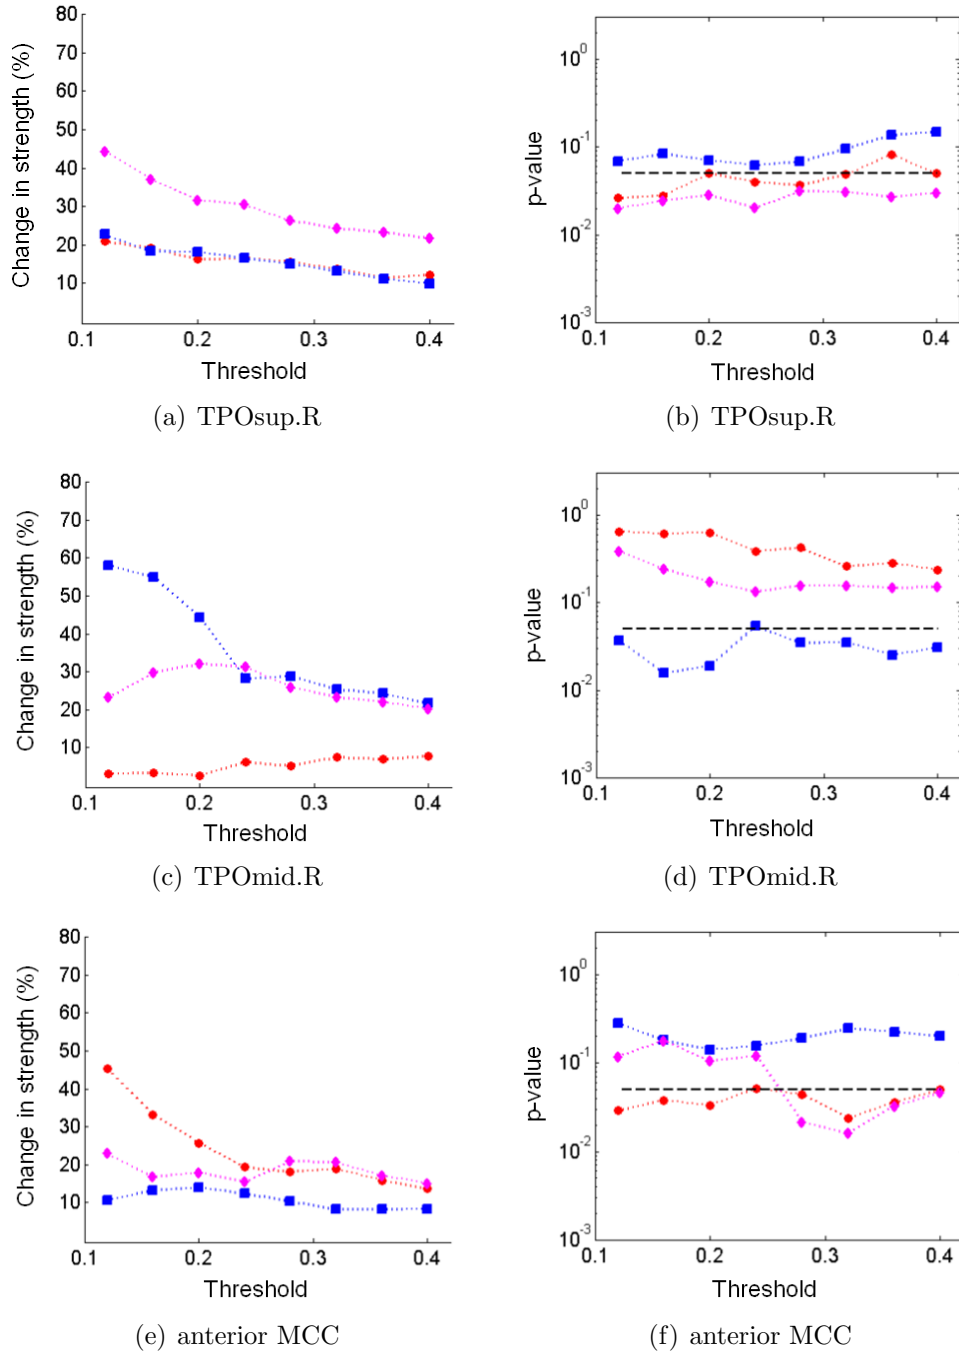 Change in strength (%)
80
70
60
50
40
30
20
10
0.1 0.2 0.3 0.4
Threshold
(a) TPOsup.R
p-value
10^0
10^-1
10^-2
10^-3
0.1 0.2 0.3 0.4
Threshold
(b) TPOsup.R
Change in strength (%)
80
70
60
50
40
30
20
10
0.1 0.2 0.3 0.4
Threshold
(c) TPOmid.R
p-value
10^0
10^-1
10^-2
10^-3
0.1 0.2 0.3 0.4
Threshold
(d) TPOmid.R
Change in strength (%)
80
70
60
50
40
30
20
10
0.1 0.2 0.3 0.4
Threshold
(e) anterior MCC
p-value
10^0
10^-1
10^-2
10^-3
0.1 0.2 0.3 0.4
Threshold
(f) anterior MCC